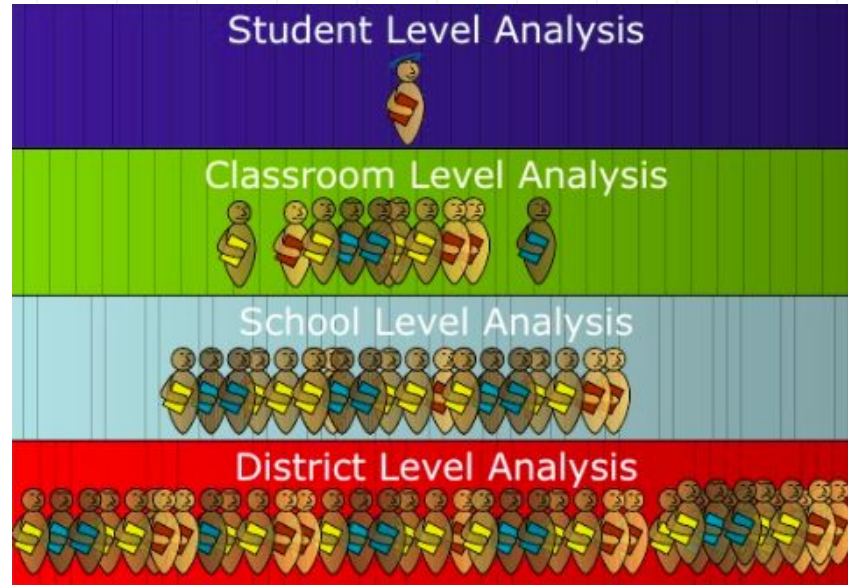 Student Level Analysis
Classroom Level Analysis
School Level Analysis
District Level Analysis